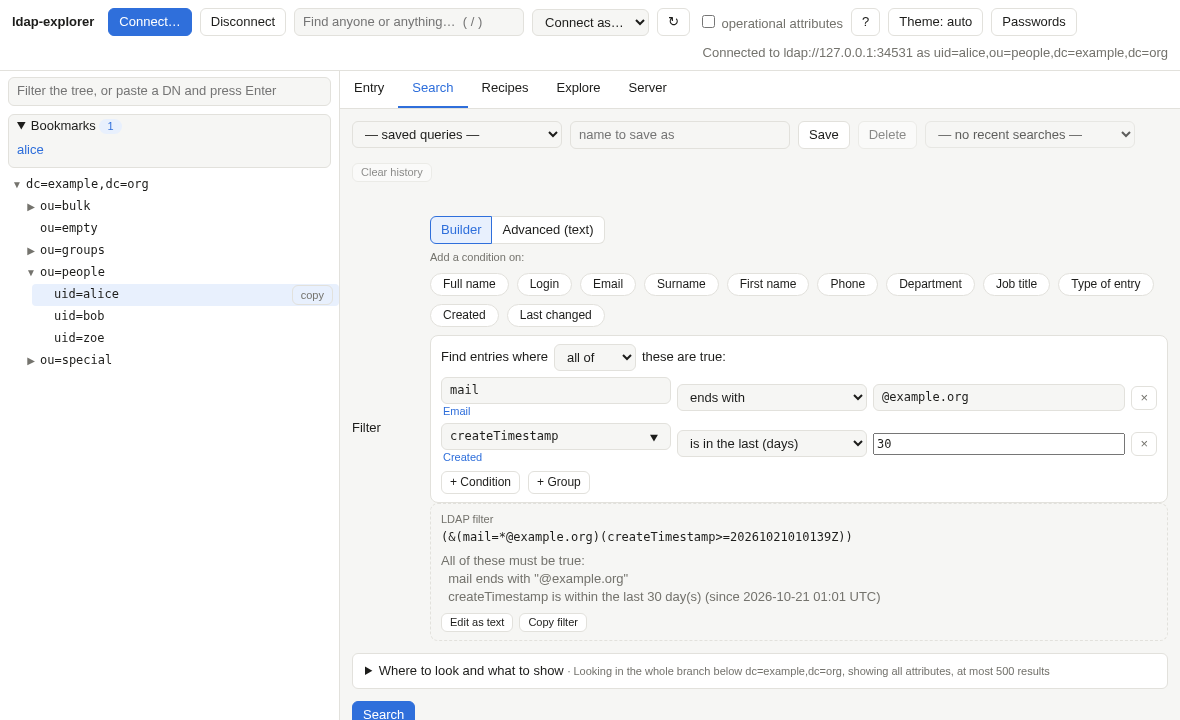 ldap-explorer Connect… Disconnect Find anyone or anything… ( / ) Connect as… ↻ operational attributes ? Theme: auto Passwords
Connected to ldap://127.0.0.1:34531 as uid=alice,ou=people,dc=example,dc=org
Filter the tree, or paste a DN and press Enter
▼ Bookmarks 1
alice
▼ dc=example,dc=org
▶ ou=bulk
ou=empty
▶ ou=groups
▼ ou=people
uid=alice copy
uid=bob
uid=zoe
▶ ou=special
Entry Search Recipes Explore Server
— saved queries — name to save as Save Delete — no recent searches —
Clear history
Builder Advanced (text)
Add a condition on:
Full name Login Email Surname First name Phone Department Job title Type of entry
Created Last changed
Find entries where all of these are true:
mail ends with @example.org ×
Email
Filter
createTimestamp is in the last (days) 30 ×
Created
+ Condition + Group
LDAP filter
(&(mail=*@example.org)(createTimestamp>=20261021010139Z))
All of these must be true:
mail ends with "@example.org"
createTimestamp is within the last 30 day(s) (since 2026-10-21 01:01 UTC)
Edit as text Copy filter
▶ Where to look and what to show · Looking in the whole branch below dc=example,dc=org, showing all attributes, at most 500 results
Search